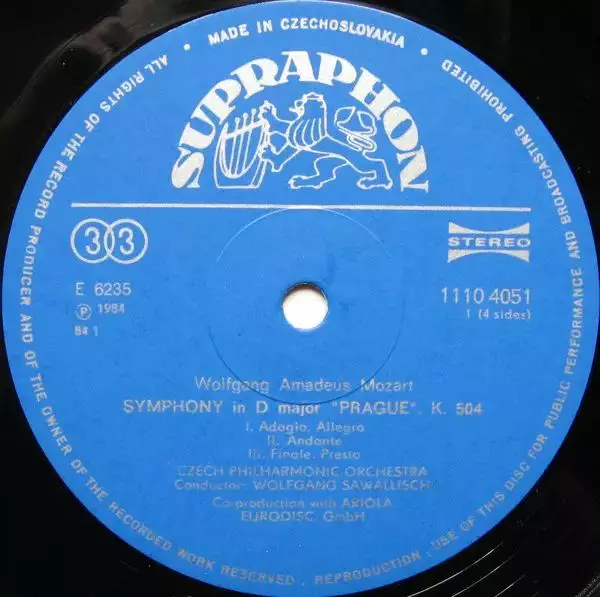 ALL RIGHTS OF THE RECORD PRODUCER AND OF THE OWNER OF THE RECORDED WORK RESERVED . REPRODUCTION , USE OF THIS DISC FOR PUBLIC PERFORMANCE AND BROADCASTING PROHIBITED
• MADE IN CZECHOSLOVAKIA •
SUPRAPHON
33
STEREO
E 6235
Ⓟ 1984
84 1
1110 4051
1 (4 sides)
Wolfgang Amadeus Mozart
SYMPHONY in D major "PRAGUE". K. 504
I. Adagio. Allegro
II. Andante
III. Finale. Presto
CZECH PHILHARMONIC ORCHESTRA
Conductor: WOLFGANG SAWALLISCH
Co-production with ARIOLA
EURODISC GmbH